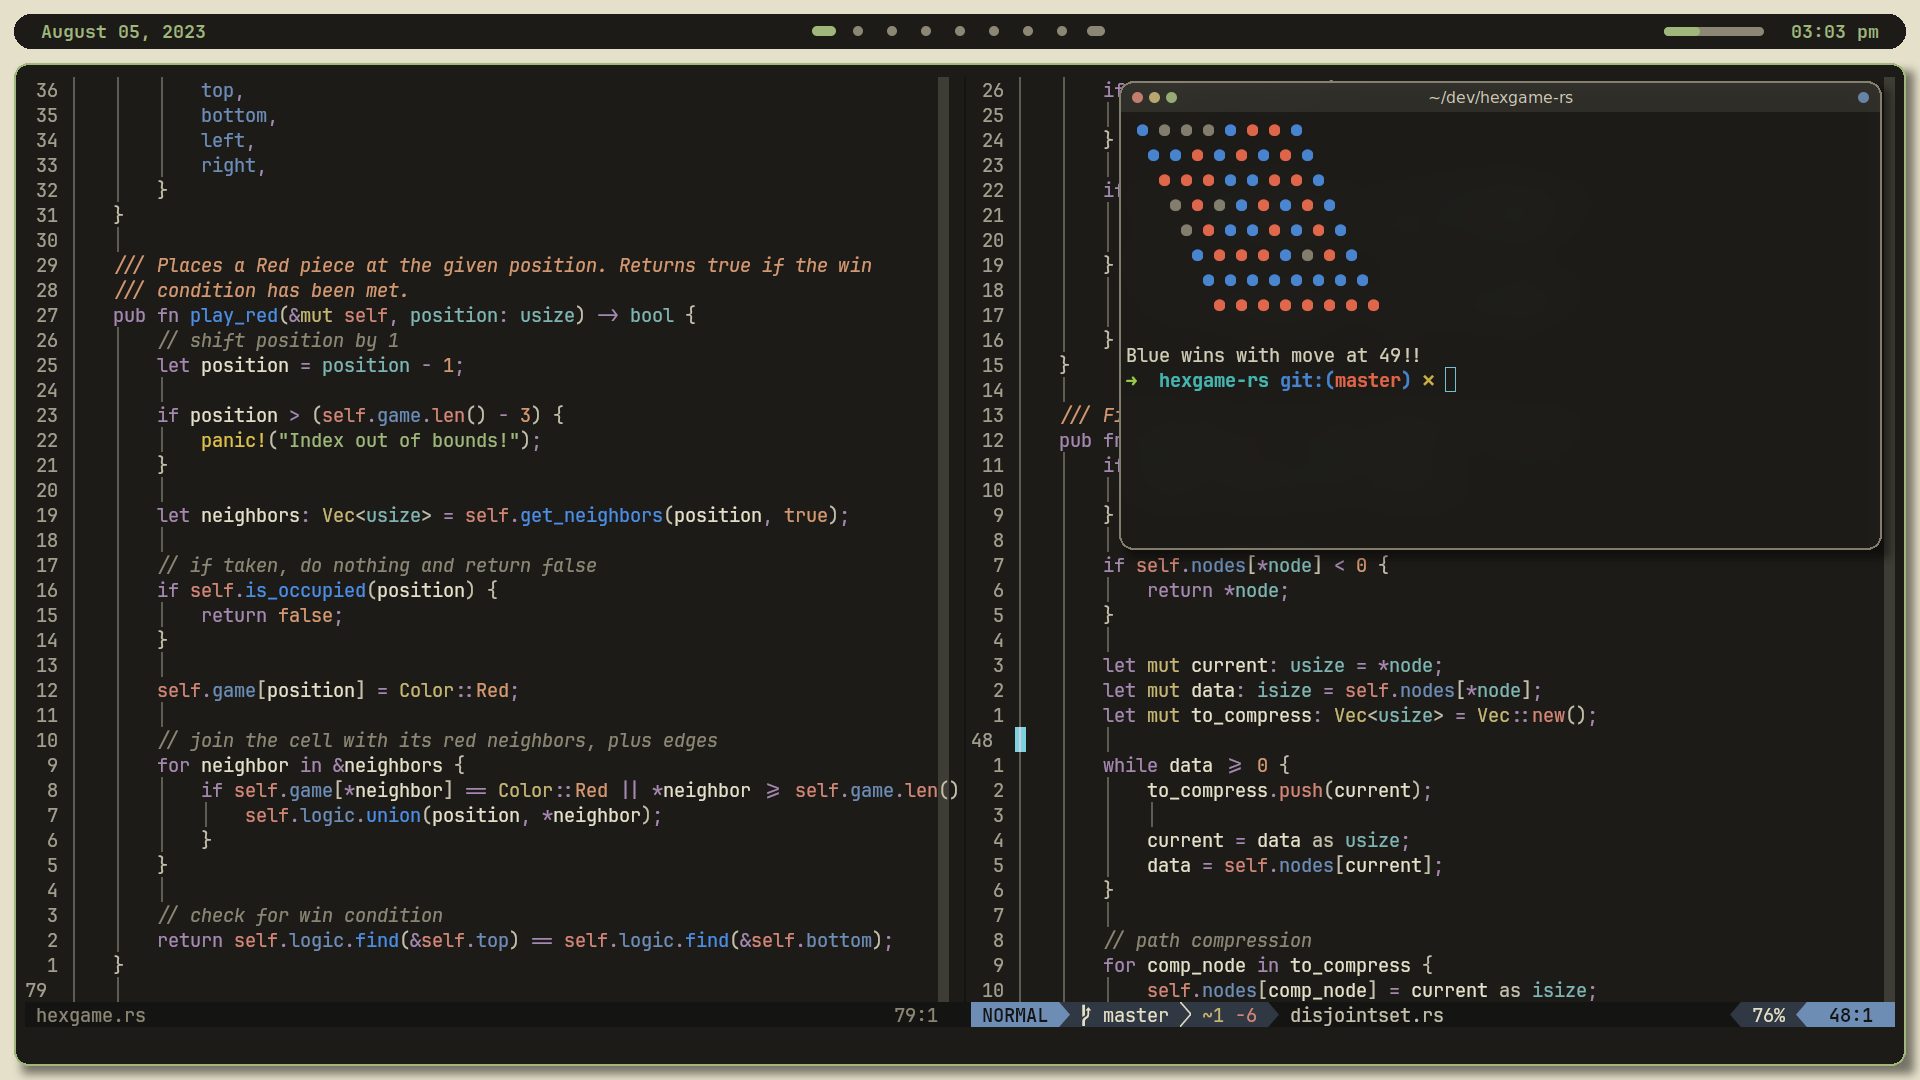 August 05, 2023
03:03 pm
36 top,
35 bottom,
34 left,
33 right,
32 }
31 }
30
29 /// Places a Red piece at the given position. Returns true if the win
28 /// condition has been met.
27 pub fn play_red(&mut self, position: usize) -> bool {
26 // shift position by 1
25 let position = position - 1;
24
23 if position > (self.game.len() - 3) {
22 panic!("Index out of bounds!");
21 }
20
19 let neighbors: Vec<usize> = self.get_neighbors(position, true);
18
17 // if taken, do nothing and return false
16 if self.is_occupied(position) {
15 return false;
14 }
13
12 self.game[position] = Color::Red;
11
10 // join the cell with its red neighbors, plus edges
9 for neighbor in &neighbors {
8 if self.game[*neighbor] == Color::Red || *neighbor >= self.game.len()
7 self.logic.union(position, *neighbor);
6 }
5 }
4
3 // check for win condition
2 return self.logic.find(&self.top) == self.logic.find(&self.bottom);
1 }
79
hexgame.rs 79:1
26 if
25
24 }
23
22 if
21
20
19 }
18
17
16 }
15 }
14
13 /// Fi
12 pub fn
11 if
10
9 }
8
7 if self.nodes[*node] < 0 {
6 return *node;
5 }
4
3 let mut current: usize = *node;
2 let mut data: isize = self.nodes[*node];
1 let mut to_compress: Vec<usize> = Vec::new();
48
1 while data >= 0 {
2 to_compress.push(current);
3
4 current = data as usize;
5 data = self.nodes[current];
6 }
7
8 // path compression
9 for comp_node in to_compress {
10 self.nodes[comp_node] = current as isize;
NORMAL master ~1 -6 disjointset.rs 76% 48:1
~/dev/hexgame-rs
Blue wins with move at 49!!
➜ hexgame-rs git:(master) ×